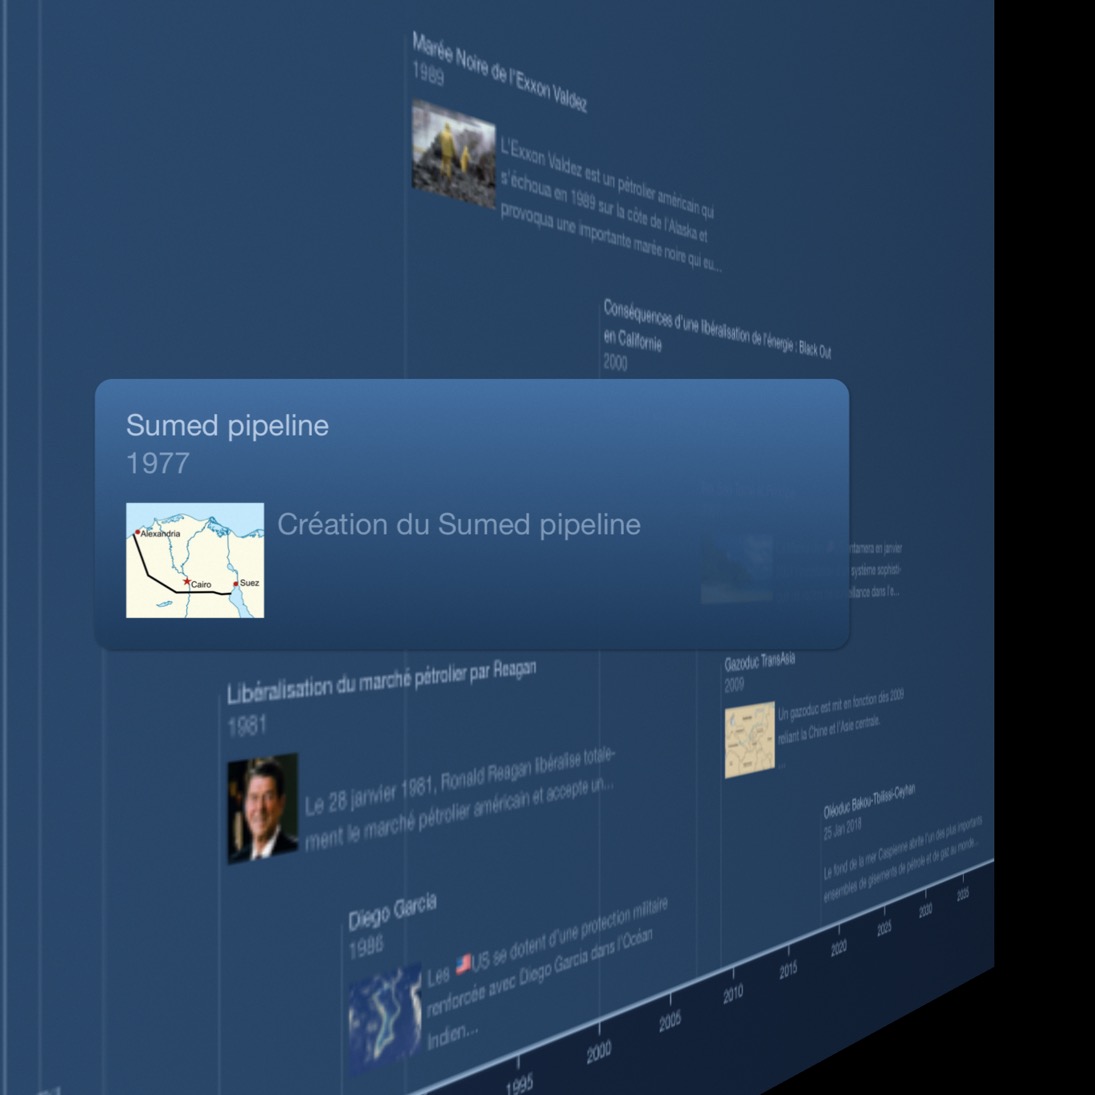 Marée Noire de l'Exxon Valdez
1989
L'Exxon Valdez est un pétrolier américain qui
s'échoua en 1989 sur la côte de l'Alaska et
provoqua une importante marée noire qui eu...
Conséquences d'une libéralisation de l'énergie : Black Out
en Californie
2000
Sumed pipeline
1977
Alexandria
Cairo
Suez
Création du Sumed pipeline
ntamera en janvier
système sophisti-
eillance dans l'e...
Libéralisation du marché pétrolier par Reagan
1981
Le 28 janvier 1981, Ronald Reagan libéralise totale-
ment le marché pétrolier américain et accepte un...
Gazoduc TransAsia
2009
Un gazoduc est mit en fonction dès 2009
reliant la Chine et l'Asie centrale.
...
Oléoduc Bakou-Tbilissi-Ceyhan
25 Jan 2018
Le fond de la mer Caspienne abrite l'un des plus importants
ensembles de gisements de pétrole et de gaz au monde...
Diego Garcia
1986
Les 🇺🇸US se dotent d'une protection militaire
renforcée avec Diego Garcia dans l'Océan
Indien...
1995
2000
2005
2010
2015
2020
2025
2030
2035